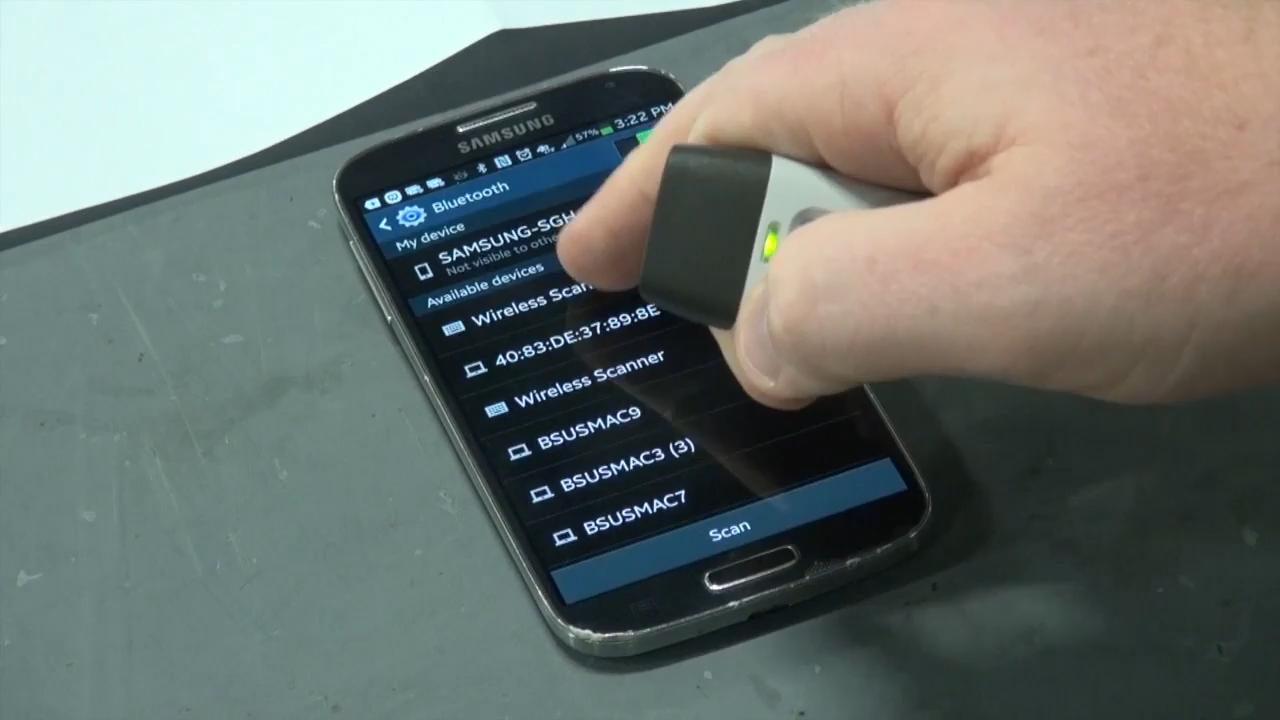 SAMSUNG
57% 3:22 PM
Bluetooth
My device
SAMSUNG-SGH
Not visible to othe
Available devices
Wireless Scan
40:83:DE:37:89:8E
Wireless Scanner
BSUSMAC9
BSUSMAC3 (3)
BSUSMAC7
Scan